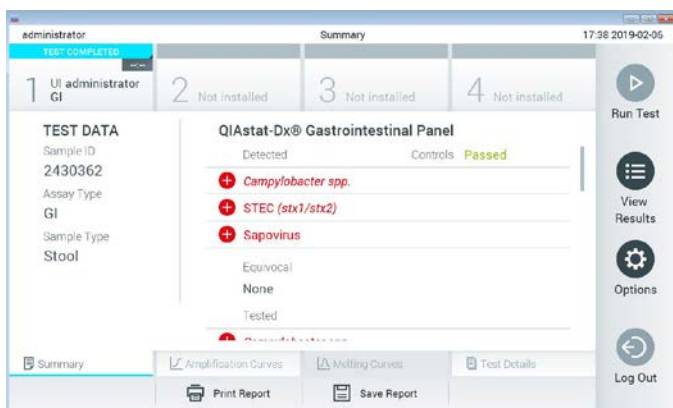 administrator Summary 17:38 2019-02-06
TEST COMPLETED
1 UI administrator GI
2 Not installed
3 Not installed
4 Not installed
Run Test
TEST DATA
Sample ID
2430362
Assay Type
GI
Sample Type
Stool
QIAstat-Dx® Gastrointestinal Panel
Detected Controls Passed
Campylobacter spp.
STEC (stx1/stx2)
Sapovirus
Equivocal
None
Tested
View Results
Options
Log Out
Summary Amplification Curves Melting Curves Test Details
Print Report Save Report